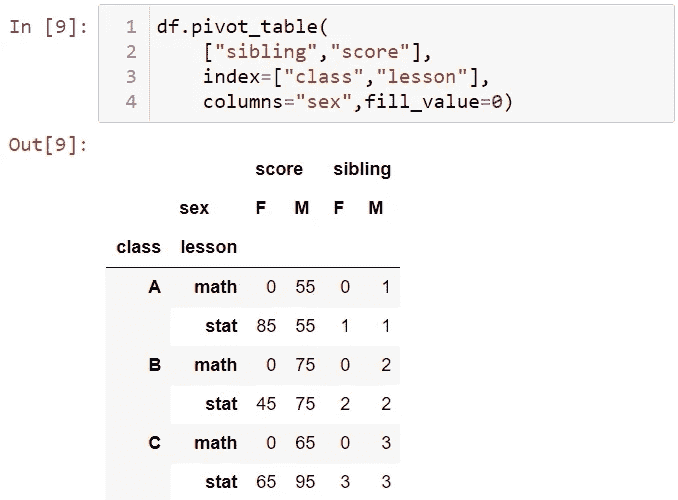 In [9]:
1 df.pivot_table(
2 ["sibling","score"],
3 index=["class","lesson"],
4 columns="sex",fill_value=0)
Out[9]:
score sibling
sex F M F M
class lesson
A math 0 55 0 1
stat 85 55 1 1
B math 0 75 0 2
stat 45 75 2 2
C math 0 65 0 3
stat 65 95 3 3